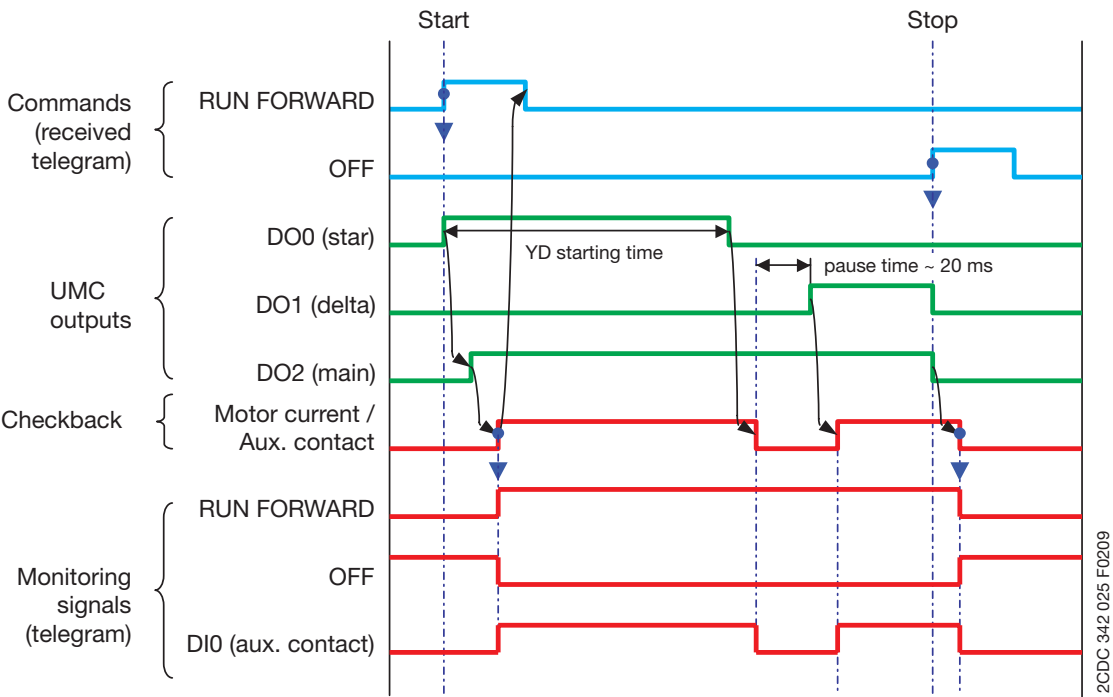 Start
Stop
Commands
(received
telegram)
RUN FORWARD
OFF
UMC
outputs
DO0 (star)
YD starting time
pause time ~ 20 ms
DO1 (delta)
DO2 (main)
Checkback
Motor current /
Aux. contact
Monitoring
signals
(telegram)
RUN FORWARD
OFF
DI0 (aux. contact)
2CDC 342 025 F0209